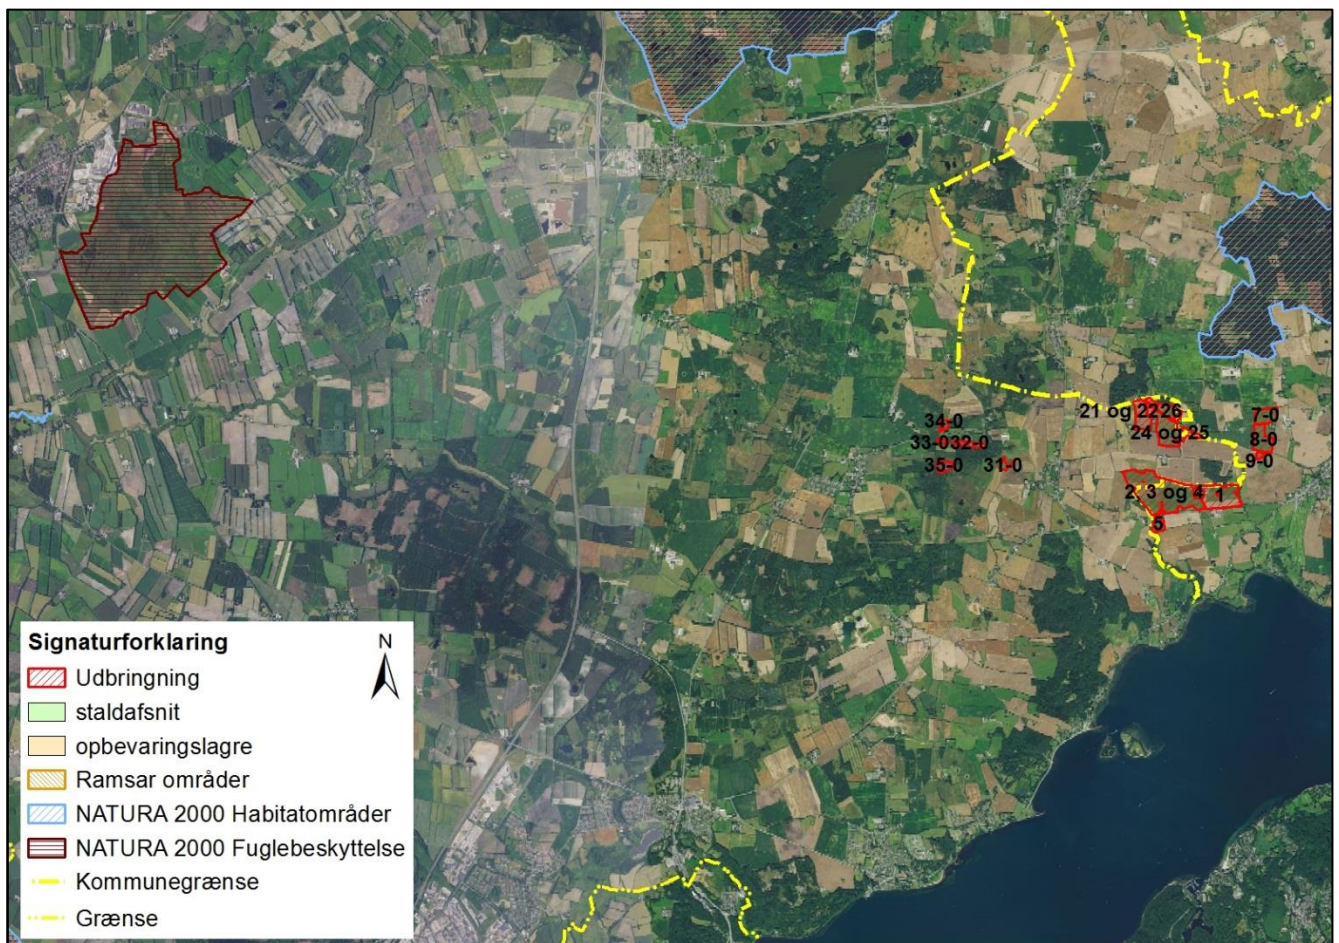 21 og 22
26
7-0
34-0
24 og 25
8-0
33-0
32-0
9-0
35-0
31-0
2, 3 og 4
1
5
Signaturforklaring
N
Udbringning
staldafsnit
opbevaringslagre
Ramsar områder
NATURA 2000 Habitatområder
NATURA 2000 Fuglebeskyttelse
Kommunegrænse
Grænse